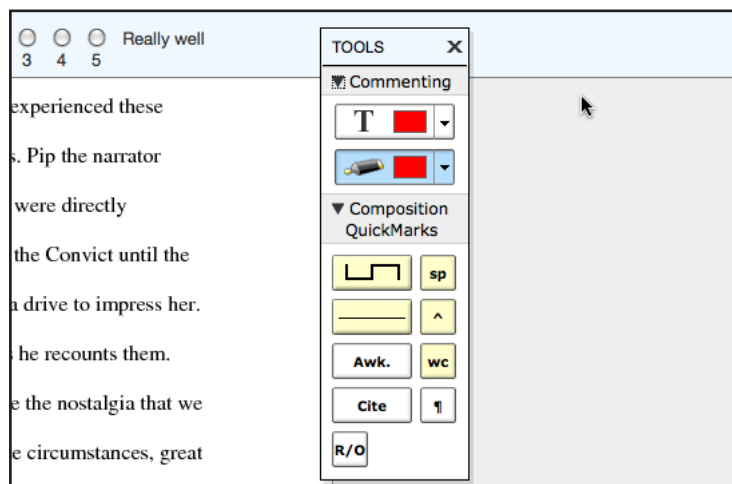 Really well
3 4 5
experienced these
s. Pip the narrator
were directly
the Convict until the
a drive to impress her.
he recounts them.
e the nostalgia that we
e circumstances, great
TOOLS X
Commenting
T
Composition
QuickMarks
sp
^
Awk. wc
Cite ¶
R/O